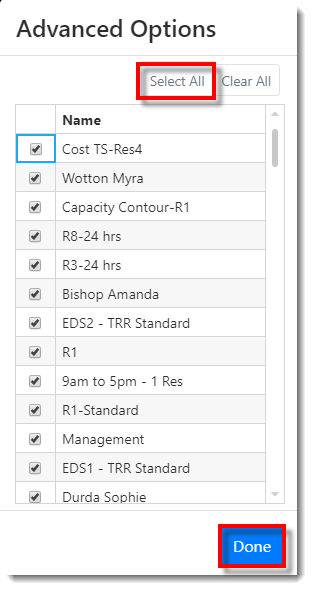 Advanced Options
Select All Clear All
Name
Cost TS-Res4
Wotton Myra
Capacity Contour-R1
R8-24 hrs
R3-24 hrs
Bishop Amanda
EDS2 - TRR Standard
R1
9am to 5pm - 1 Res
R1-Standard
Management
EDS1 - TRR Standard
Durda Sophie
Done